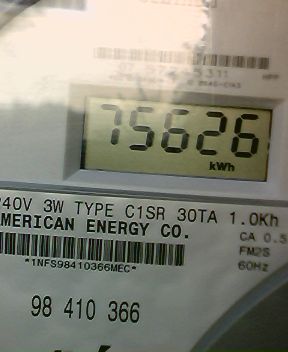 75626
kWh
240V 3W TYPE C1SR 30TA 1.0Kh
AMERICAN ENERGY CO.
CA 0.5
*1NFS98410366MEC*
FM2S
60Hz
98 410 366